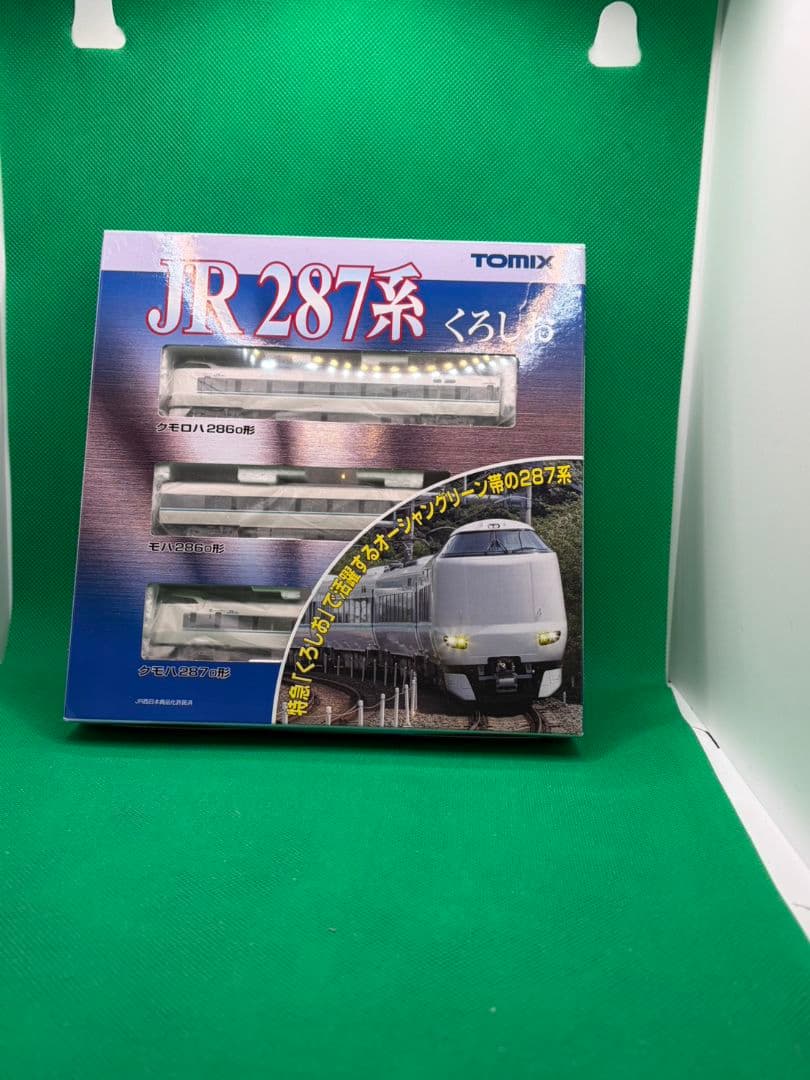 TOMIX
JR 287系 くろしお
クモロハ2860形
モハ2860形
クモハ2870形
特急「くろしお」で活躍するオーシャングリーン帯の287系
JR西日本商品化許諾済